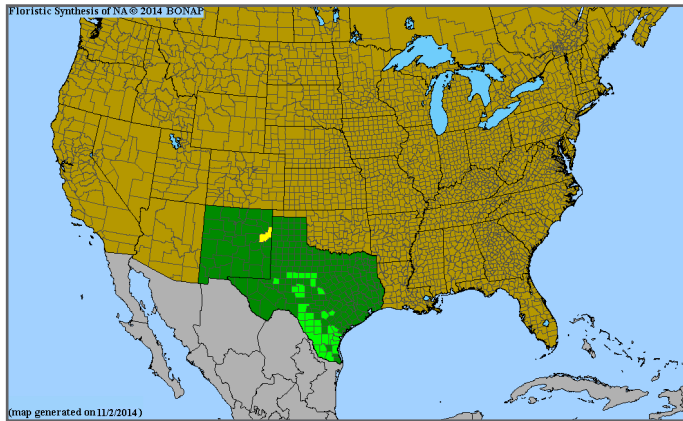 Floristic Synthesis of NA © 2014 BONAP
(map generated on 11/2/2014)